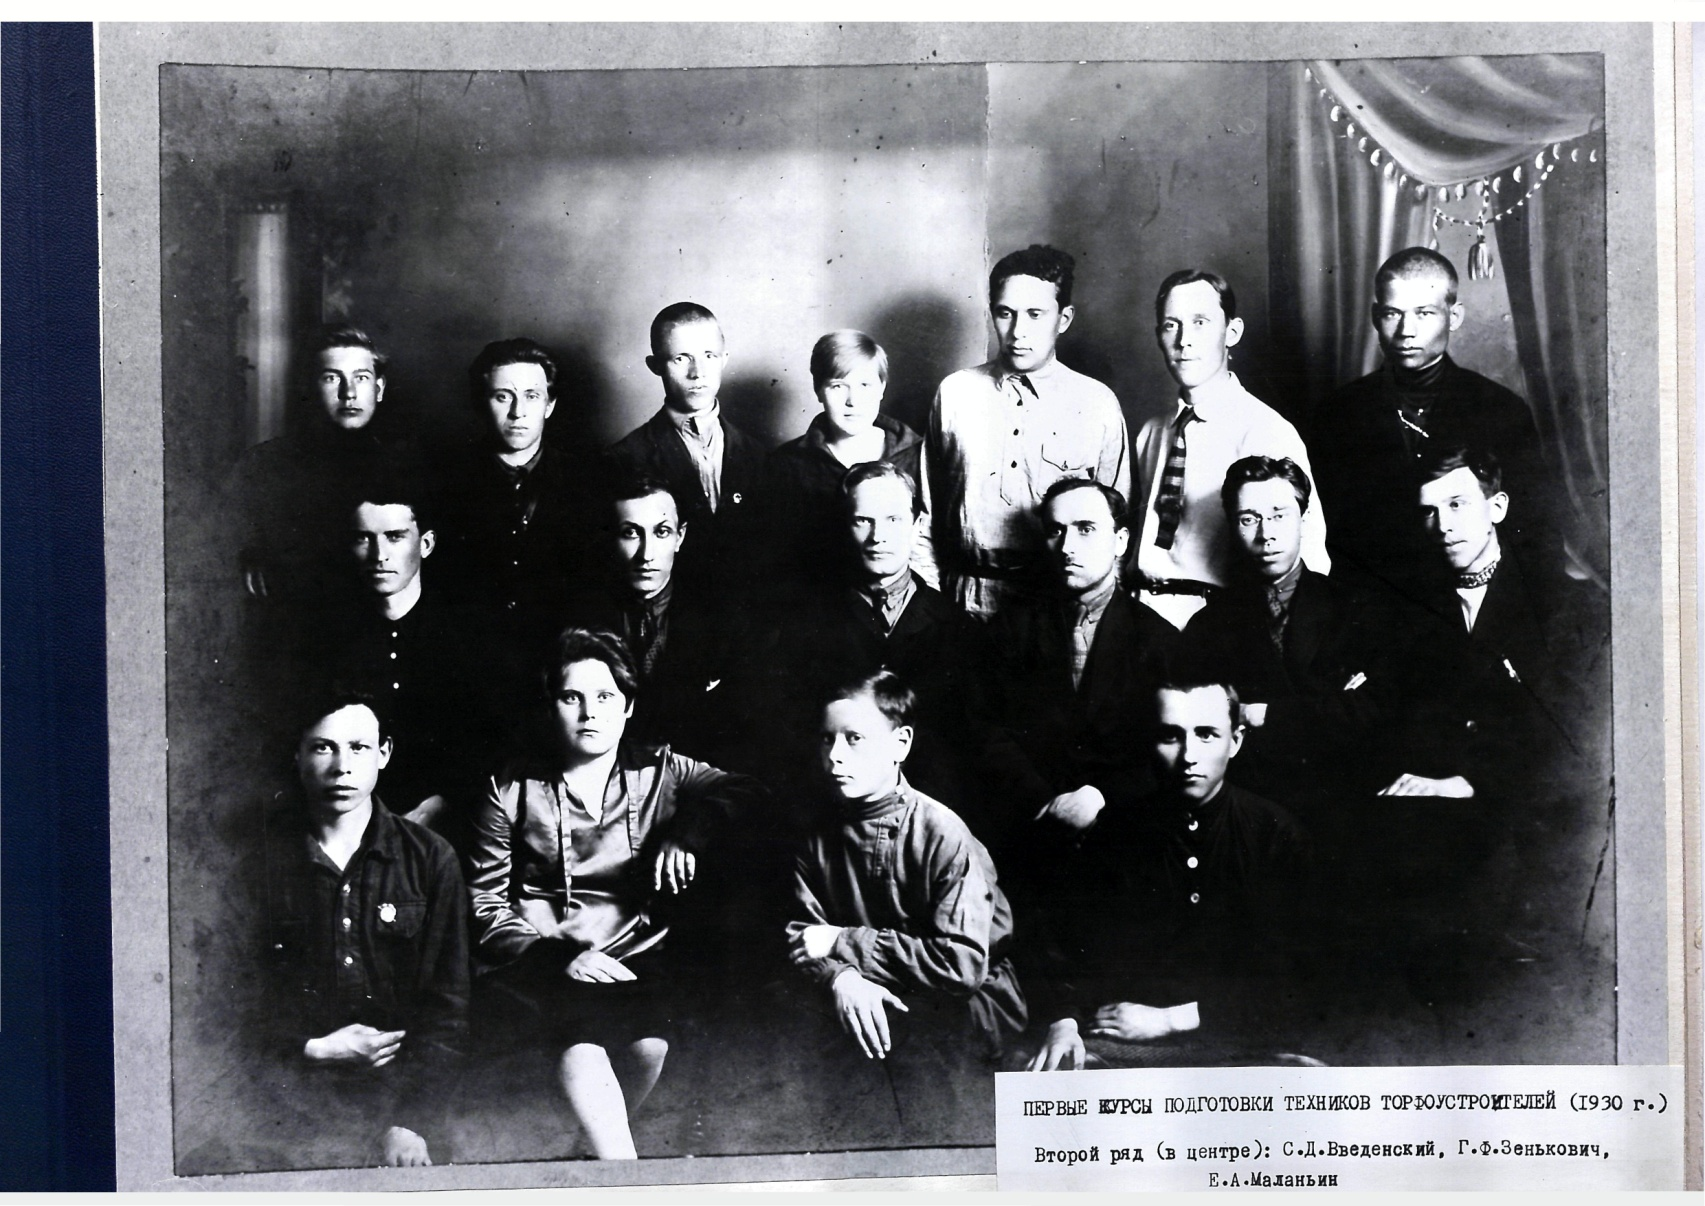 ПЕРВЫЕ КУРСЫ ПОДГОТОВКИ ТЕХНИКОВ ТОРФОУСТРОИТЕЛЕЙ (1930 г.)
Второй ряд (в центре): С.Д.Введенский, Г.Ф.Зенькович,
Е.А.Маланьин